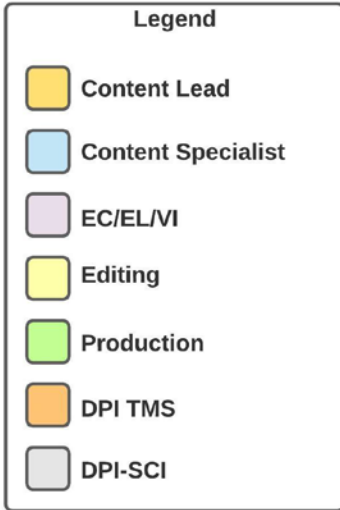 Legend
Content Lead
Content Specialist
EC/EL/VI
Editing
Production
DPI TMS
DPI-SCI